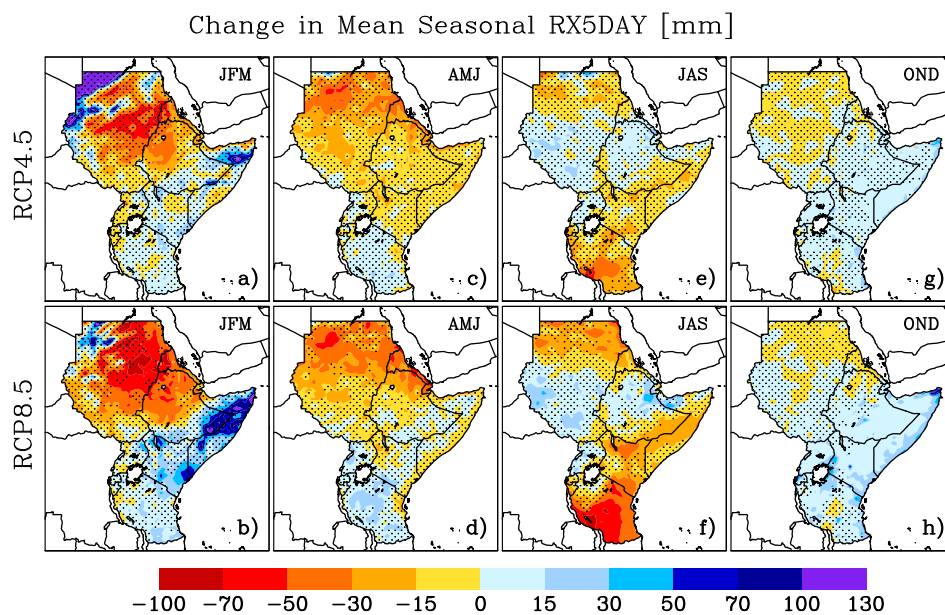 Change in Mean Seasonal RX5DAY [mm]
JFM AMJ JAS OND
RCP4.5
a) c) e) g)
JFM AMJ JAS OND
RCP8.5
b) d) f) h)
−100 −70 −50 −30 −15 0 15 30 50 70 100 130